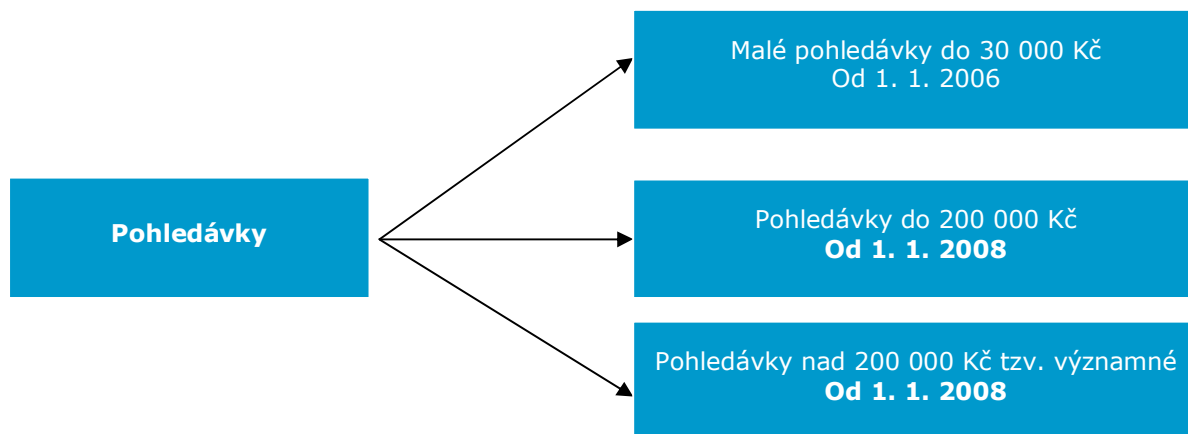 Malé pohledávky do 30 000 Kč
Od 1. 1. 2006
Pohledávky
Pohledávky do 200 000 Kč
Od 1. 1. 2008
Pohledávky nad 200 000 Kč tzv. významné
Od 1. 1. 2008